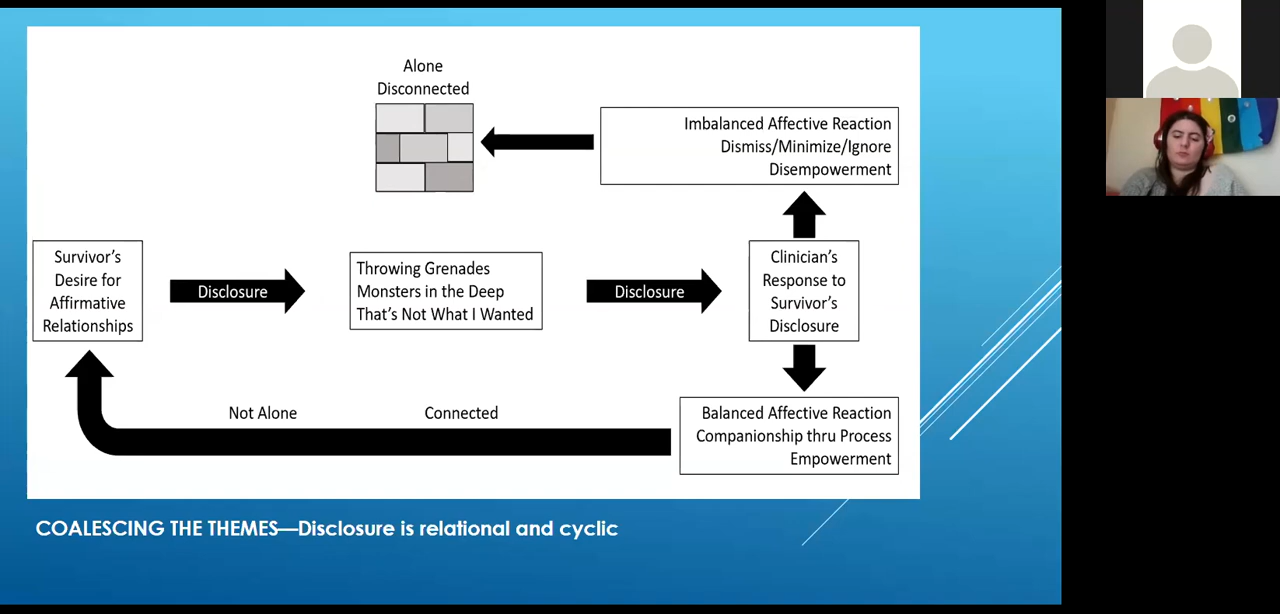 Alone
Disconnected
Imbalanced Affective Reaction
Dismiss/Minimize/Ignore
Disempowerment
Survivor’s
Desire for
Affirmative
Relationships
Disclosure
Throwing Grenades
Monsters in the Deep
That’s Not What I Wanted
Disclosure
Clinician’s
Response to
Survivor’s
Disclosure
Not Alone
Connected
Balanced Affective Reaction
Companionship thru Process
Empowerment
COALESCING THE THEMES—Disclosure is relational and cyclic